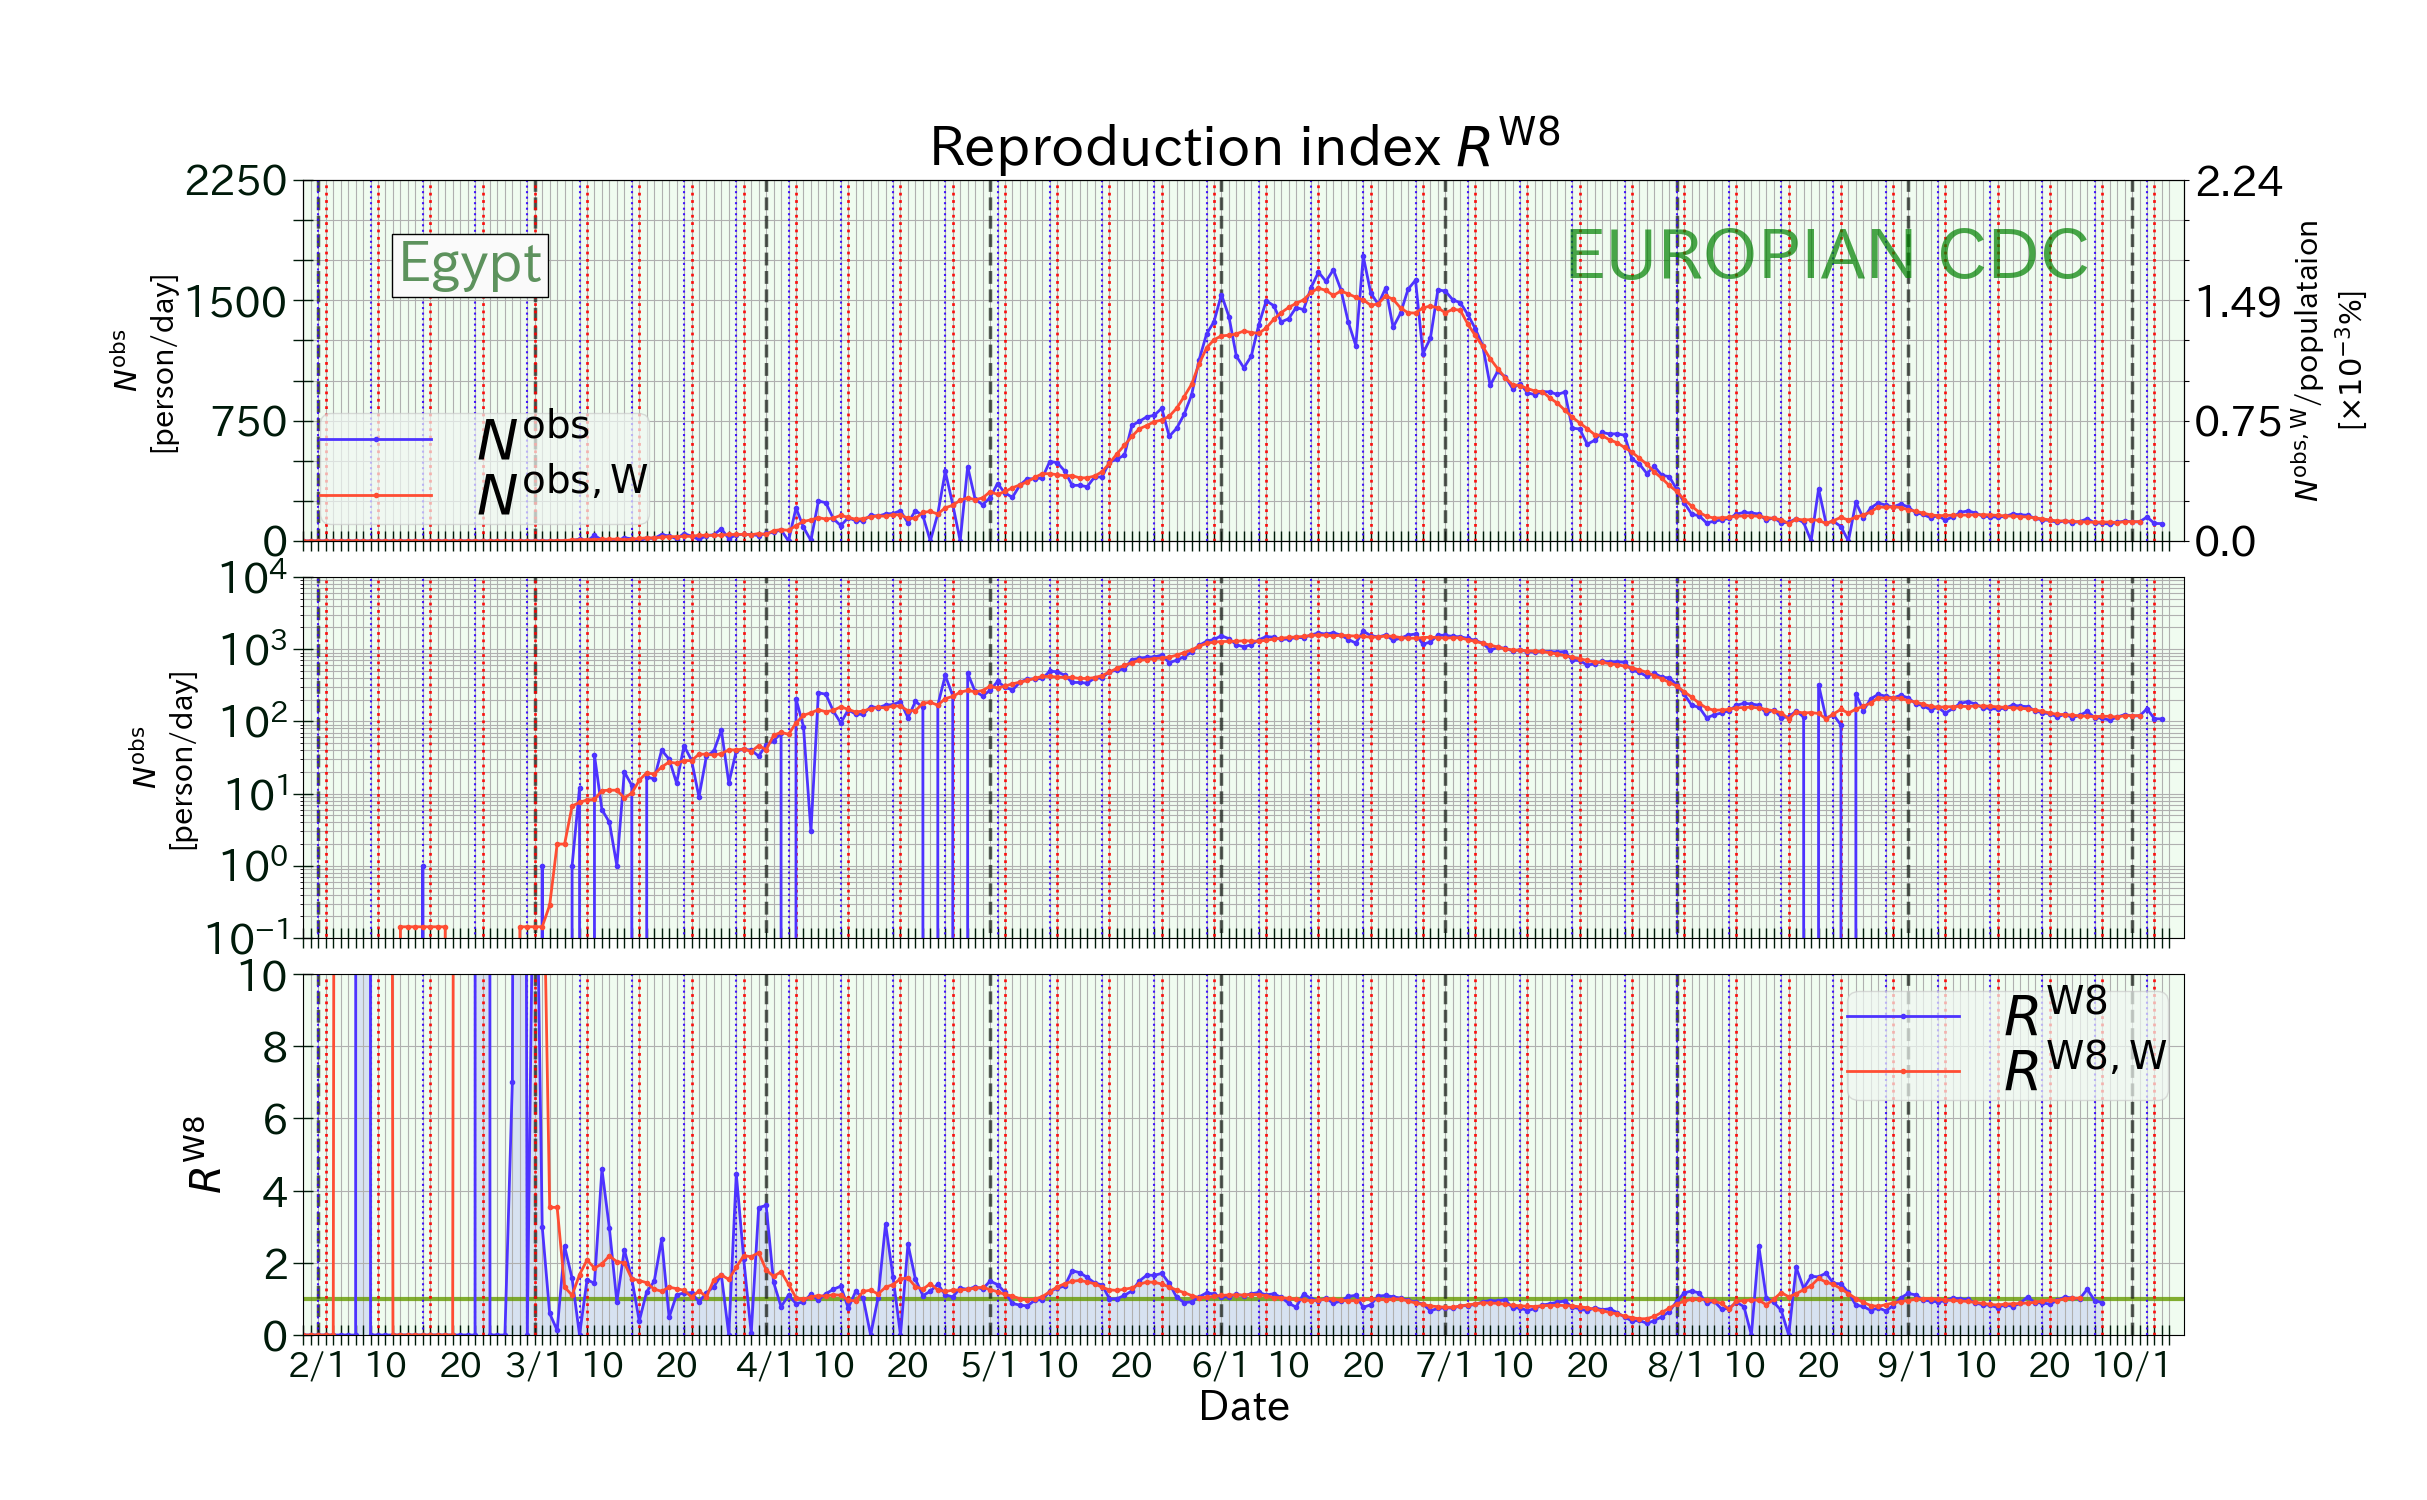 Reproduction index R^W8
2250
1500
750
0
N^obs
[person/day]
Egypt
EUROPIAN CDC
N^obs
N^obs, W
2.24
1.49
0.75
0.0
N^obs, W/populataion
[×10^−3%]
10^4
10^3
10^2
10^1
10^0
10^−1
N^obs
[person/day]
10
8
6
4
2
0
R^W8
R^W8
R^W8, W
2/1 10 20 3/1 10 20 4/1 10 20 5/1 10 20 6/1 10 20 7/1 10 20 8/1 10 20 9/1 10 20 10/1
Date